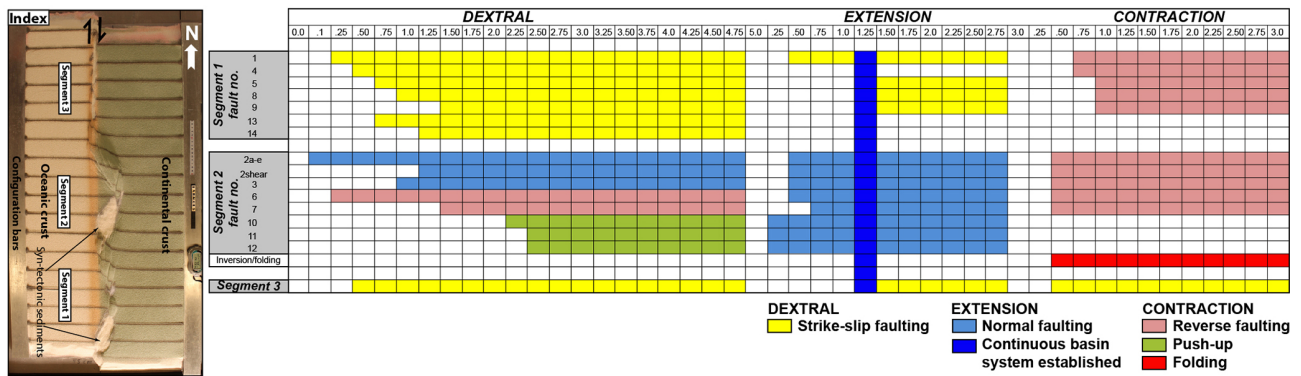 Index
N
Segment 3
Segment 2
Segment 1
Configuration bars
Oceanic crust
Continental crust
Syn-tectonic sediments
DEXTRAL EXTENSION CONTRACTION
0.0 .1 .25 .50 .75 1.0 1.25 1.50 1.75 2.0 2.25 2.50 2.75 3.0 3.25 3.50 3.75 4.0 4.25 4.50 4.75 5.0 .25 .50 .75 1.0 1.25 1.50 1.75 2.0 2.25 2.50 2.75 3.0 .25 .50 .75 1.0 1.25 1.50 1.75 2.0 2.25 2.50 2.75 3.0
Segment 1
fault no.
1
4
5
8
9
13
14
Segment 2
fault no.
2a-e
2shear
3
6
7
10
11
12
Inversion/folding
Segment 3
DEXTRAL
Strike-slip faulting
EXTENSION
Normal faulting
Continuous basin
system established
CONTRACTION
Reverse faulting
Push-up
Folding